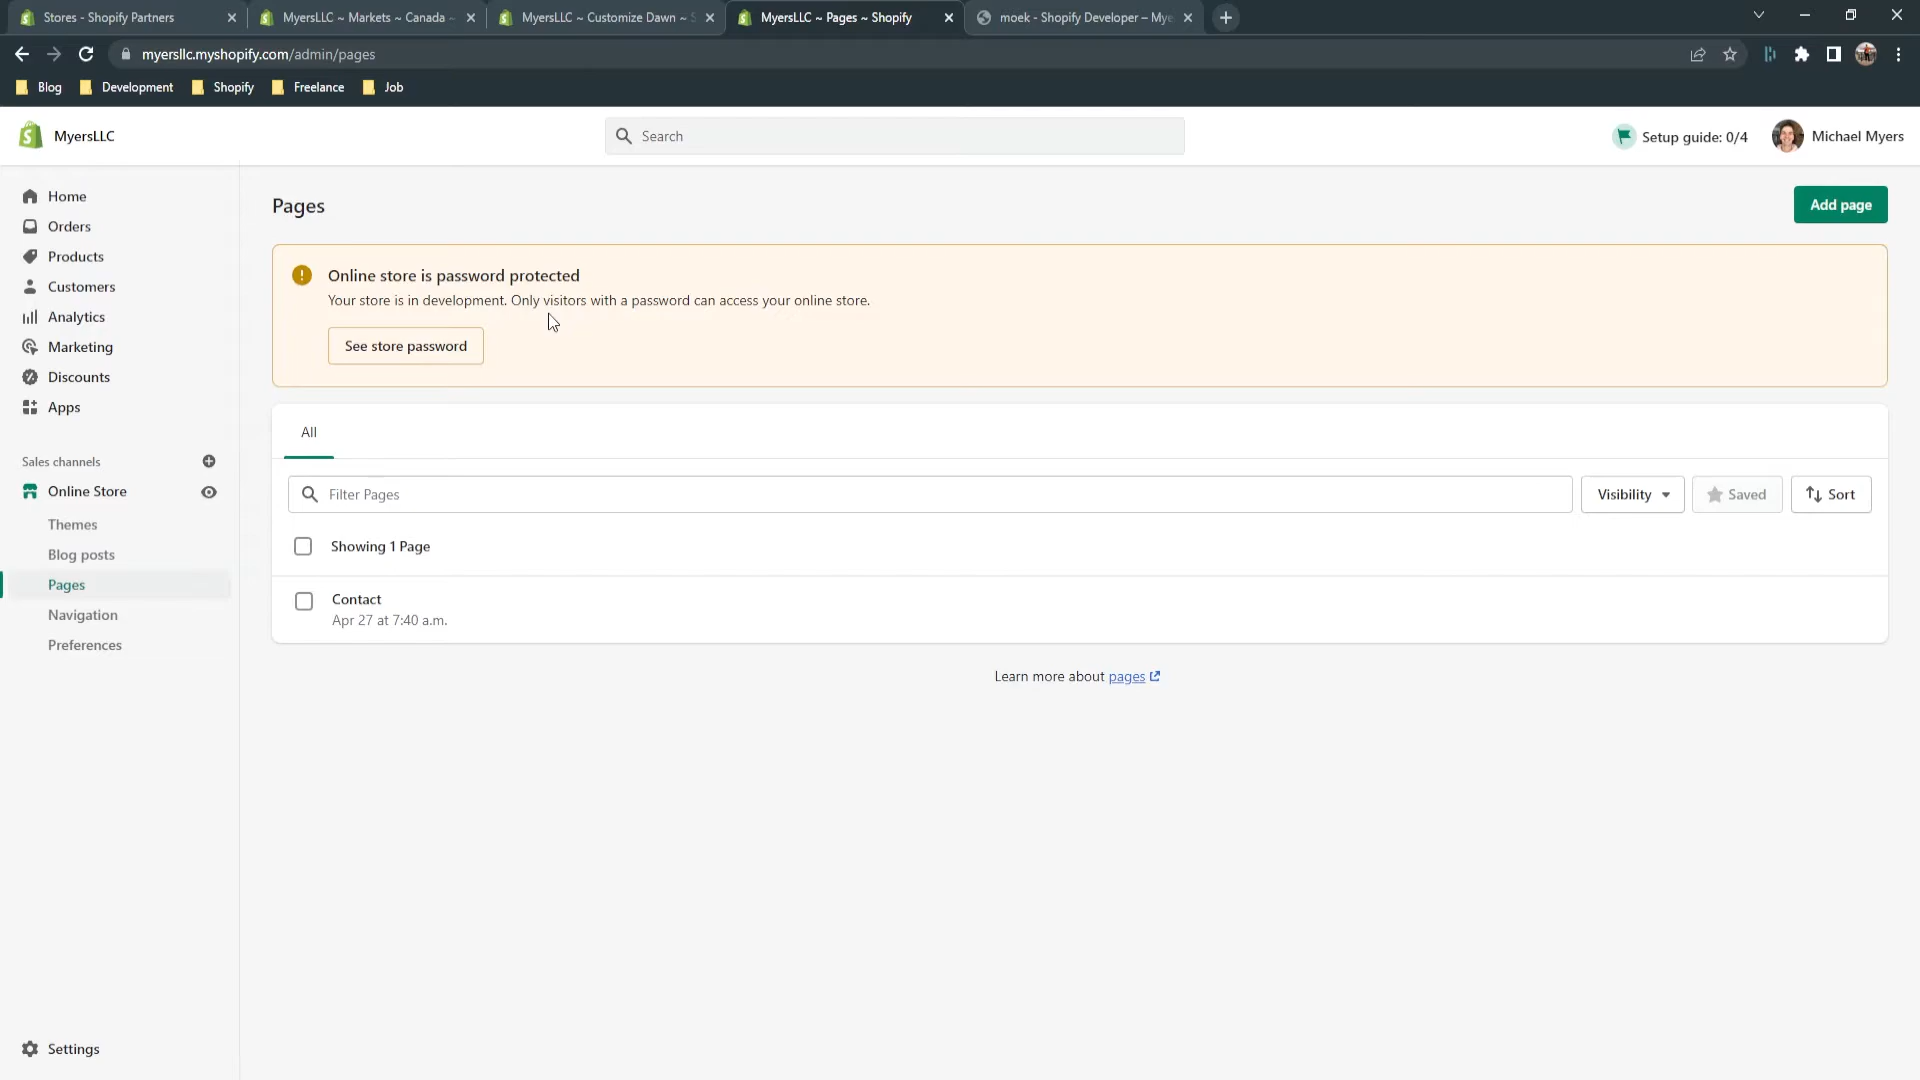 Stores - Shopify Partners
MyersLLC ~ Markets ~ Canada ~
MyersLLC ~ Customize Dawn ~ S
MyersLLC ~ Pages ~ Shopify
moek - Shopify Developer – Mye
myersllc.myshopify.com/admin/pages
Blog
Development
Shopify
Freelance
Job
MyersLLC
Search
Setup guide: 0/4
Michael Myers
Home
Orders
Products
Customers
Analytics
Marketing
Discounts
Apps
Sales channels
Online Store
Themes
Blog posts
Pages
Navigation
Preferences
Settings
Pages
Add page
Online store is password protected
Your store is in development. Only visitors with a password can access your online store.
See store password
All
Filter Pages
Visibility
Saved
Sort
Showing 1 Page
Contact
Apr 27 at 7:40 a.m.
Learn more about pages